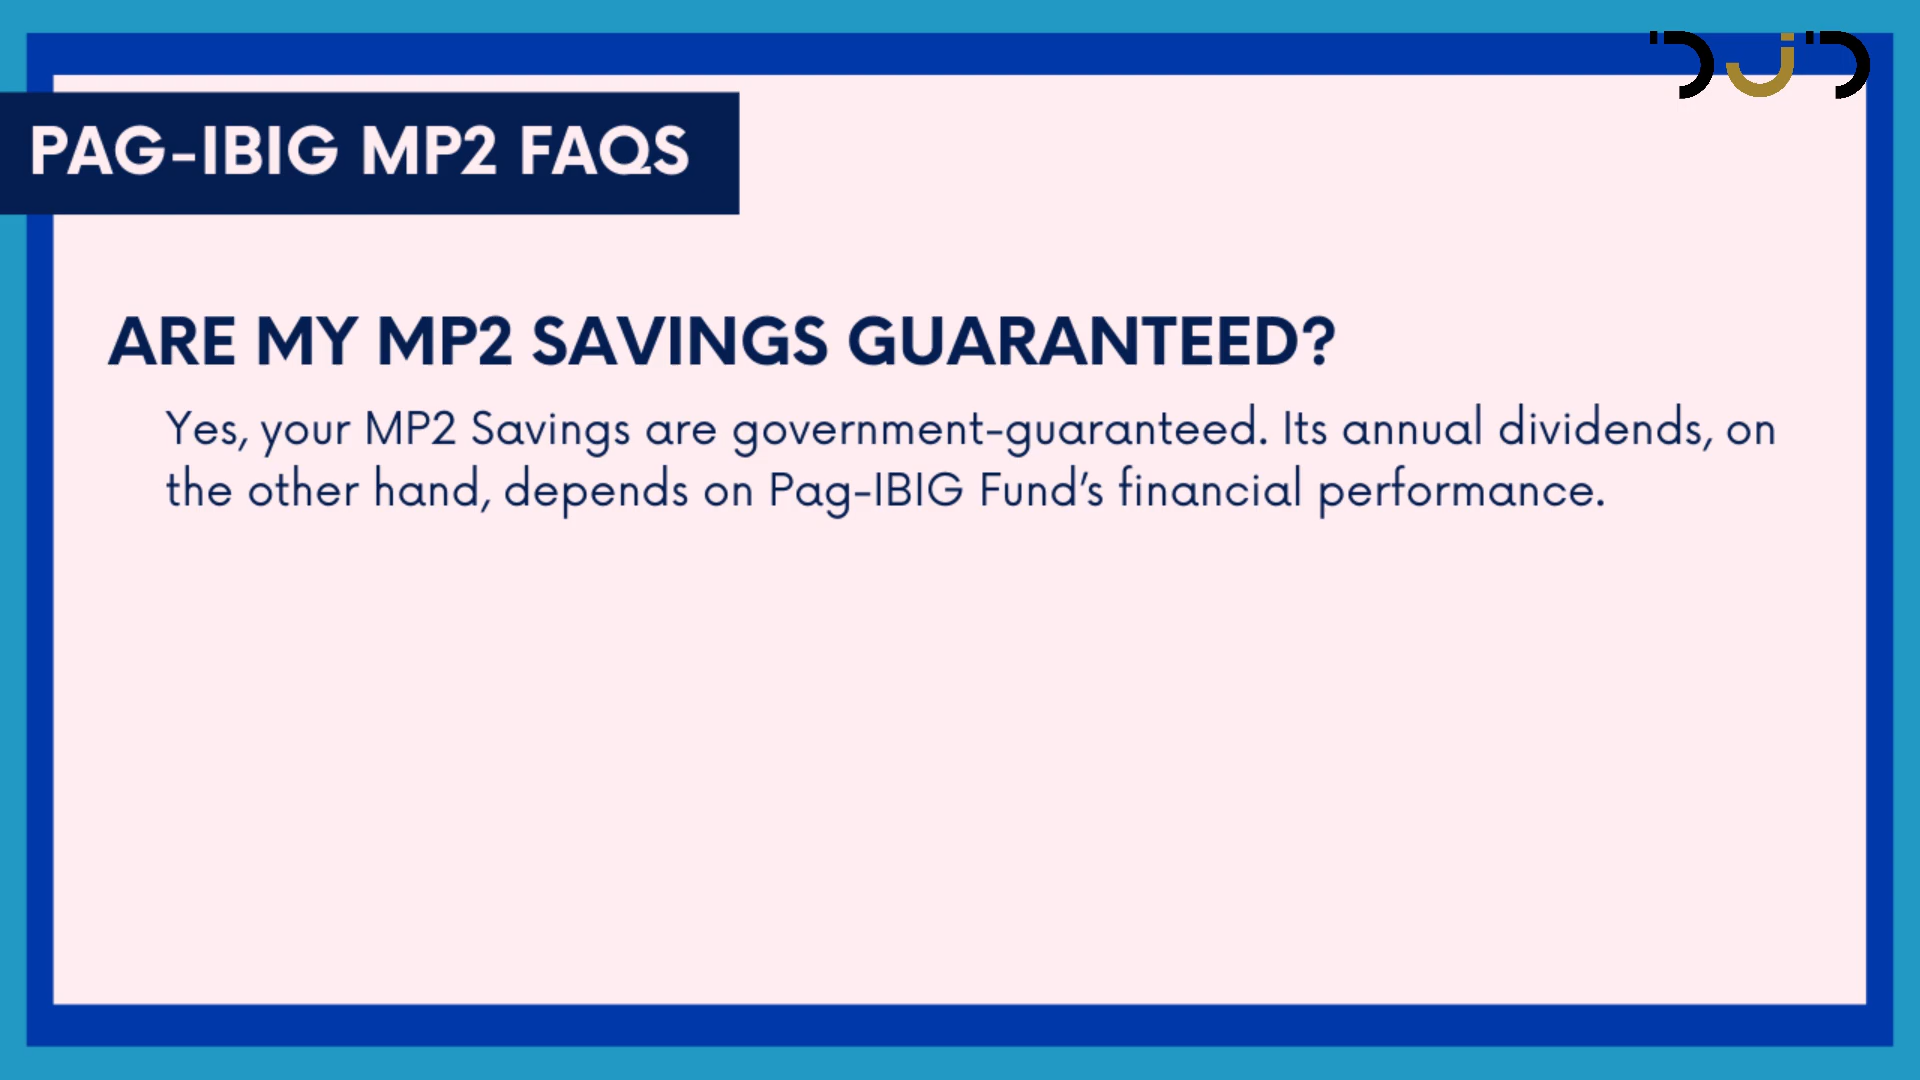 PAG-IBIG MP2 FAQS
ARE MY MP2 SAVINGS GUARANTEED?
Yes, your MP2 Savings are government-guaranteed. Its annual dividends, on
the other hand, depends on Pag-IBIG Fund's financial performance.